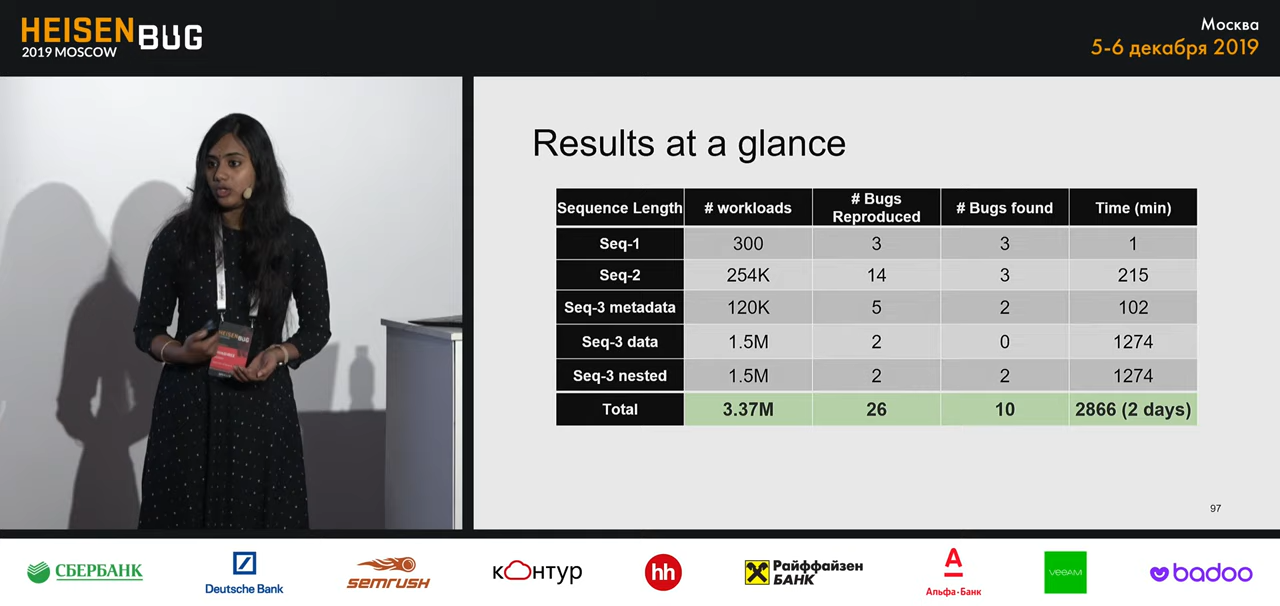 HEISENBUG
2019 MOSCOW
Москва
5-6 декабря 2019
Results at a glance
Sequence Length # workloads # Bugs Reproduced # Bugs found Time (min)
Seq-1 300 3 3 1
Seq-2 254K 14 3 215
Seq-3 metadata 120K 5 2 102
Seq-3 data 1.5M 2 0 1274
Seq-3 nested 1.5M 2 2 1274
Total 3.37M 26 10 2866 (2 days)
97
HEISENBUG
СБЕРБАНК
Deutsche Bank
semrush
контур
hh
Райффайзен
БАНК
А
Альфа-Банк
veeam
badoo